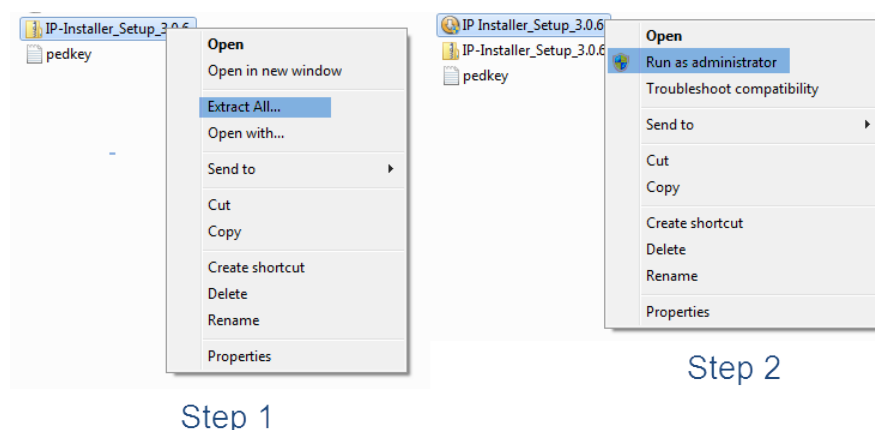 IP-Installer_Setup_3.0.6
pedkey
Open
Open in new window
Extract All...
Open with...
Send to
Cut
Copy
Create shortcut
Delete
Rename
Properties
Step 1
IP Installer_Setup_3.0.6
IP-Installer_Setup_3.0.6
pedkey
Open
Run as administrator
Troubleshoot compatibility
Send to
Cut
Copy
Create shortcut
Delete
Rename
Properties
Step 2